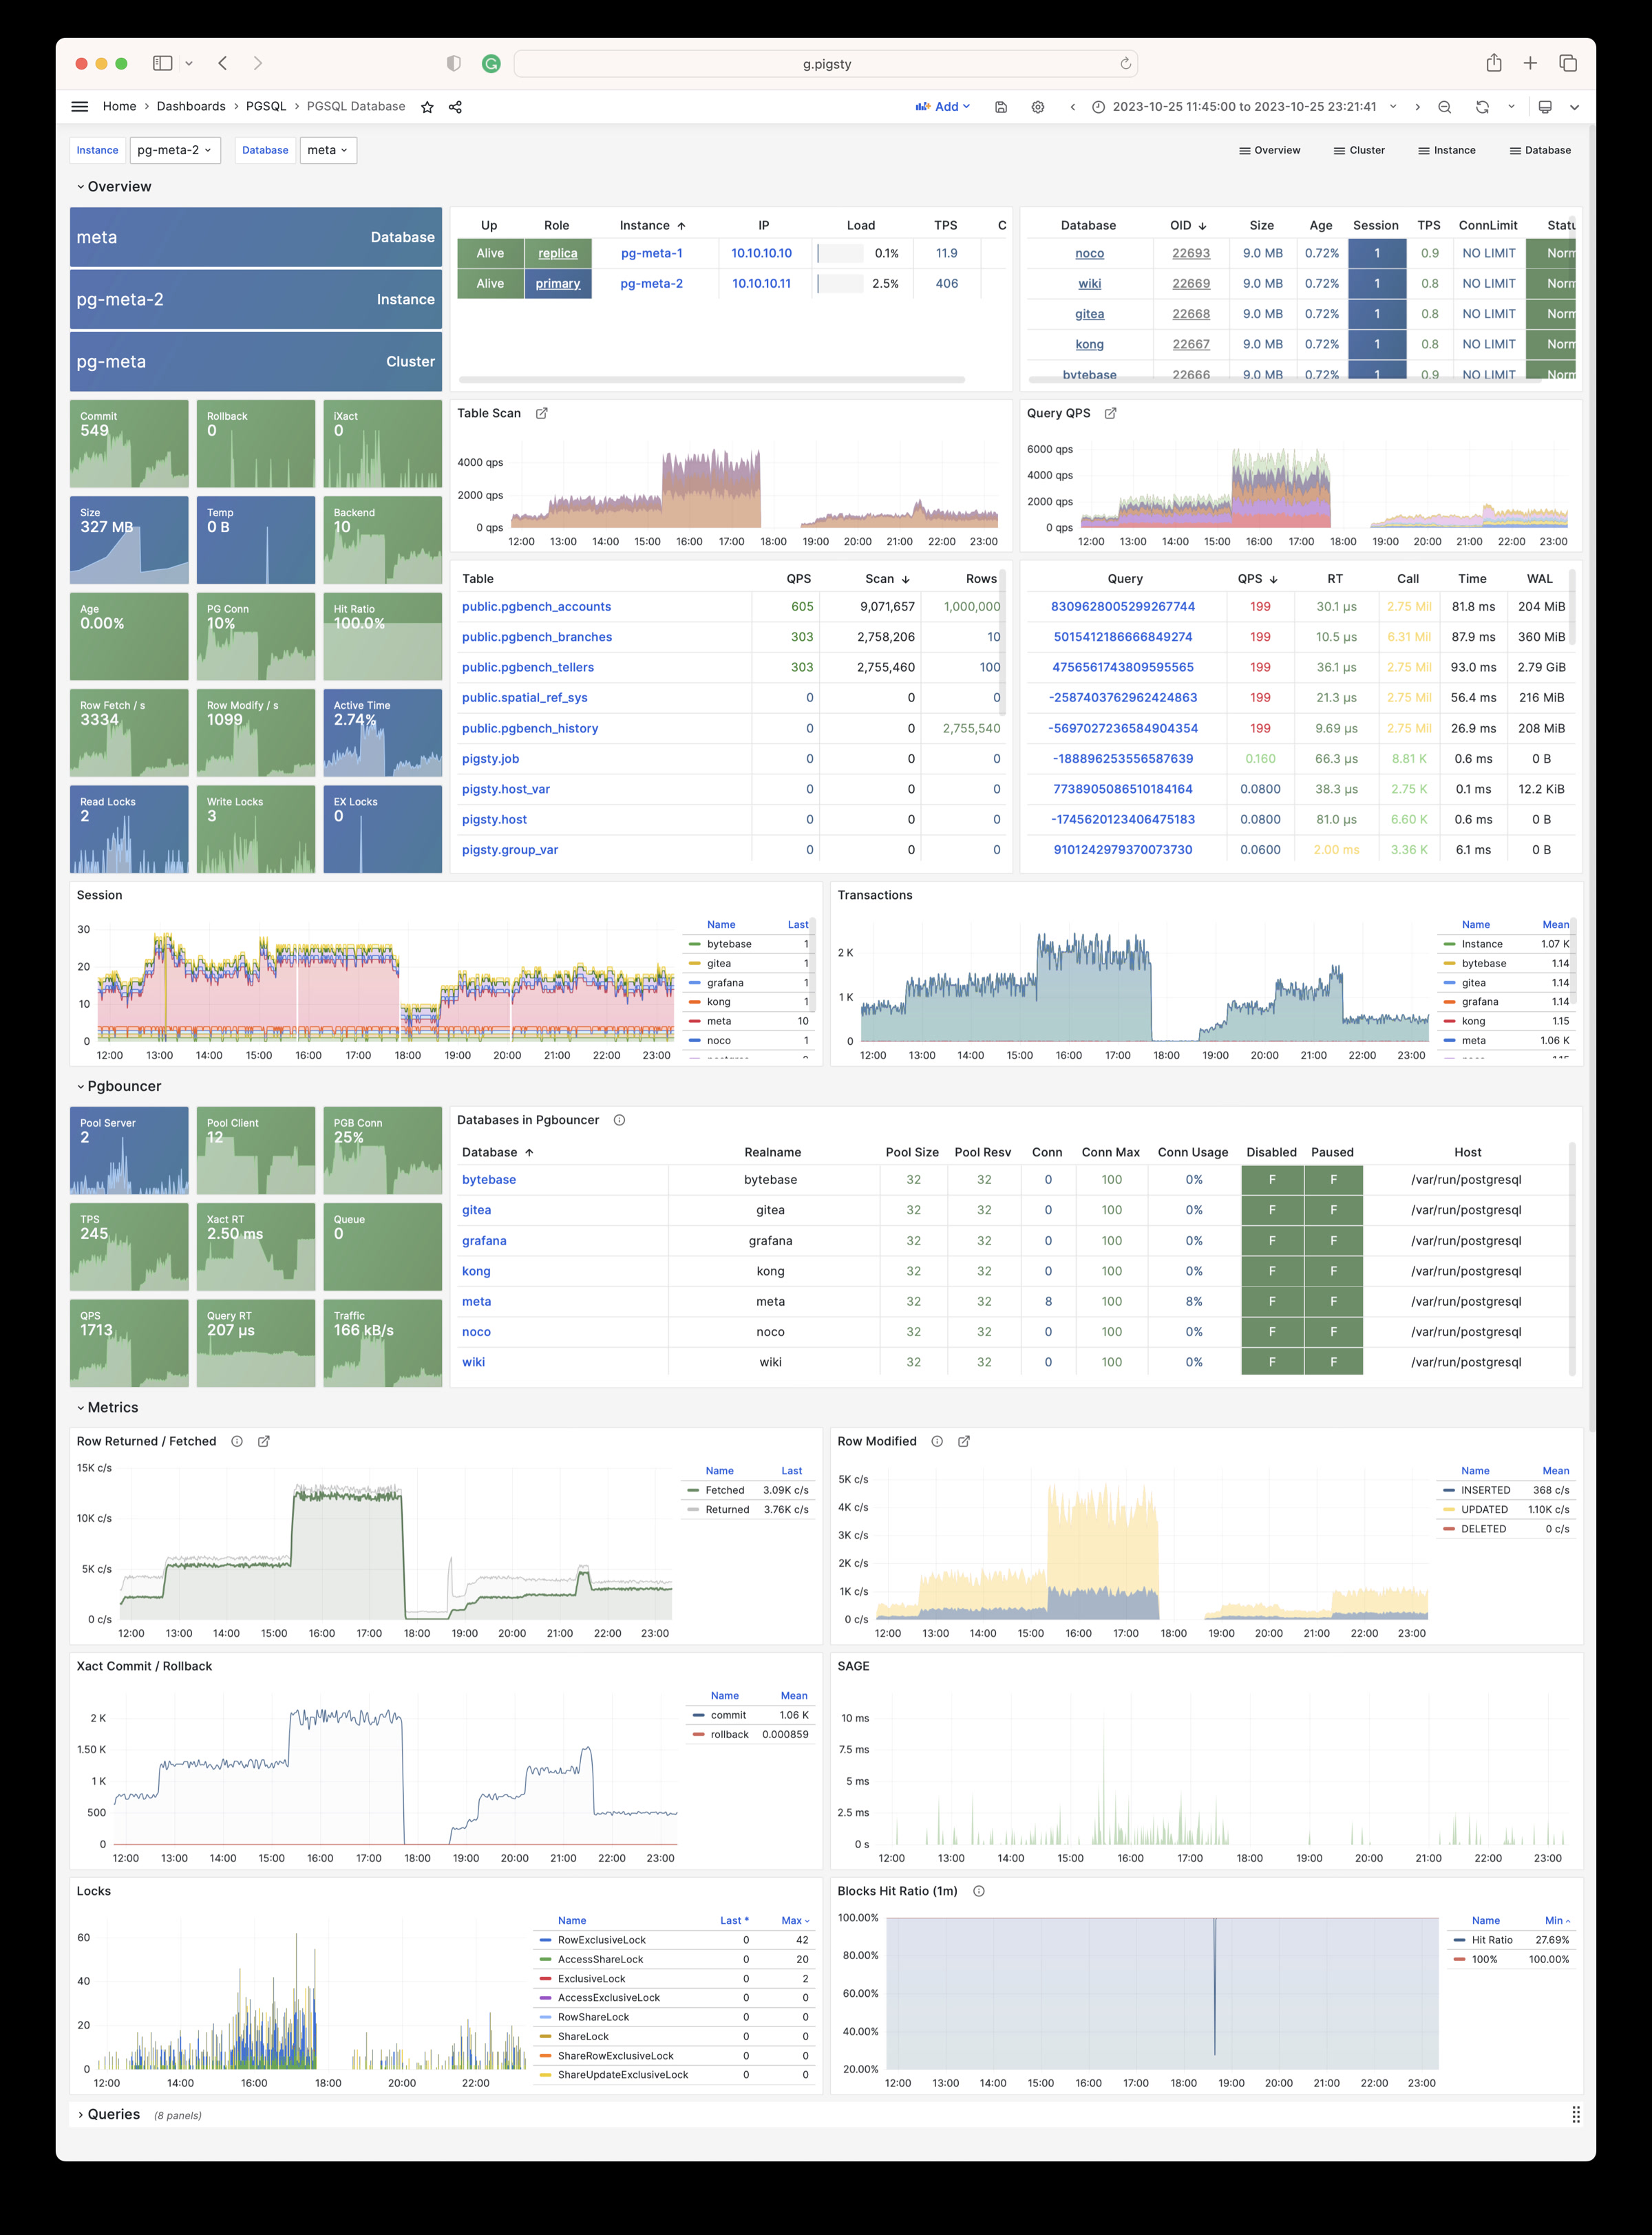 g.pigsty
Home › Dashboards › PGSQL › PGSQL Database
Add
2023-10-25 11:45:00 to 2023-10-25 23:21:41
Instance pg-meta-2 Database meta
Overview Cluster Instance Database
Overview
meta Database
pg-meta-2 Instance
pg-meta Cluster
Up Role Instance IP Load TPS C
Alive replica pg-meta-1 10.10.10.10 0.1% 11.9
Alive primary pg-meta-2 10.10.10.11 2.5% 406
Database OID Size Age Session TPS ConnLimit Statu
noco 22693 9.0 MB 0.72% 1 0.9 NO LIMIT Norm
wiki 22669 9.0 MB 0.72% 1 0.8 NO LIMIT Norm
gitea 22668 9.0 MB 0.72% 1 0.8 NO LIMIT Norm
kong 22667 9.0 MB 0.72% 1 0.8 NO LIMIT Norm
bytebase 22666 9.0 MB 0.72% 1 0.9 NO LIMIT Norm
Commit Rollback iXact
549 0 0
Size Temp Backend
327 MB 0 B 10
Age PG Conn Hit Ratio
0.00% 10% 100.0%
Row Fetch / s Row Modify / s Active Time
3334 1099 2.74%
Read Locks Write Locks EX Locks
2 3 0
Table Scan
4000 qps
2000 qps
0 qps
12:00 13:00 14:00 15:00 16:00 17:00 18:00 19:00 20:00 21:00 22:00 23:00
Query QPS
6000 qps
4000 qps
2000 qps
0 qps
12:00 13:00 14:00 15:00 16:00 17:00 18:00 19:00 20:00 21:00 22:00 23:00
Table QPS Scan Rows
public.pgbench_accounts 605 9,071,657 1,000,000
public.pgbench_branches 303 2,758,206 10
public.pgbench_tellers 303 2,755,460 100
public.spatial_ref_sys 0 0 0
public.pgbench_history 0 0 2,755,540
pigsty.job 0 0 0
pigsty.host_var 0 0 0
pigsty.host 0 0 0
pigsty.group_var 0 0 0
Query QPS RT Call Time WAL
8309628005299267744 199 30.1 µs 2.75 Mil 81.8 ms 204 MiB
5015412186666849274 199 10.5 µs 6.31 Mil 87.9 ms 360 MiB
4756561743809595565 199 36.1 µs 2.75 Mil 93.0 ms 2.79 GiB
-2587403762962424863 199 21.3 µs 2.75 Mil 56.4 ms 216 MiB
-5697027236584904354 199 9.69 µs 2.75 Mil 26.9 ms 208 MiB
-188896253556587639 0.160 66.3 µs 8.81 K 0.6 ms 0 B
7738905086510184164 0.0800 38.3 µs 2.75 K 0.1 ms 12.2 KiB
-1745620123406475183 0.0800 81.0 µs 6.60 K 0.6 ms 0 B
9101242979370073730 0.0600 2.00 ms 3.36 K 6.1 ms 0 B
Session
30
20
10
0
12:00 13:00 14:00 15:00 16:00 17:00 18:00 19:00 20:00 21:00 22:00 23:00
Name Last
bytebase 1
gitea 1
grafana 1
kong 1
meta 10
noco 1
Transactions
2 K
1 K
0
12:00 13:00 14:00 15:00 16:00 17:00 18:00 19:00 20:00 21:00 22:00 23:00
Name Mean
Instance 1.07 K
bytebase 1.14
gitea 1.14
grafana 1.14
kong 1.15
meta 1.06 K
Pgbouncer
Pool Server Pool Client PGB Conn
2 12 25%
TPS Xact RT Queue
245 2.50 ms 0
QPS Query RT Traffic
1713 207 µs 166 kB/s
Databases in Pgbouncer
Database Realname Pool Size Pool Resv Conn Conn Max Conn Usage Disabled Paused Host
bytebase bytebase 32 32 0 100 0% F F /var/run/postgresql
gitea gitea 32 32 0 100 0% F F /var/run/postgresql
grafana grafana 32 32 0 100 0% F F /var/run/postgresql
kong kong 32 32 0 100 0% F F /var/run/postgresql
meta meta 32 32 8 100 8% F F /var/run/postgresql
noco noco 32 32 0 100 0% F F /var/run/postgresql
wiki wiki 32 32 0 100 0% F F /var/run/postgresql
Metrics
Row Returned / Fetched
15K c/s
10K c/s
5K c/s
0 c/s
12:00 13:00 14:00 15:00 16:00 17:00 18:00 19:00 20:00 21:00 22:00 23:00
Name Last
Fetched 3.09K c/s
Returned 3.76K c/s
Row Modified
5K c/s
4K c/s
3K c/s
2K c/s
1K c/s
0 c/s
12:00 13:00 14:00 15:00 16:00 17:00 18:00 19:00 20:00 21:00 22:00 23:00
Name Mean
INSERTED 368 c/s
UPDATED 1.10K c/s
DELETED 0 c/s
Xact Commit / Rollback
2 K
1.50 K
1 K
500
0
12:00 13:00 14:00 15:00 16:00 17:00 18:00 19:00 20:00 21:00 22:00 23:00
Name Mean
commit 1.06 K
rollback 0.000859
SAGE
10 ms
7.5 ms
5 ms
2.5 ms
0 s
12:00 13:00 14:00 15:00 16:00 17:00 18:00 19:00 20:00 21:00 22:00 23:00
Locks
60
40
20
0
12:00 14:00 16:00 18:00 20:00 22:00
Name Last * Max
RowExclusiveLock 0 42
AccessShareLock 0 20
ExclusiveLock 0 2
AccessExclusiveLock 0 0
RowShareLock 0 0
ShareLock 0 0
ShareRowExclusiveLock 0 0
ShareUpdateExclusiveLock 0 0
Blocks Hit Ratio (1m)
100.00%
80.00%
60.00%
40.00%
20.00%
12:00 13:00 14:00 15:00 16:00 17:00 18:00 19:00 20:00 21:00 22:00 23:00
Name Min
Hit Ratio 27.69%
100% 100.00%
Queries (8 panels)